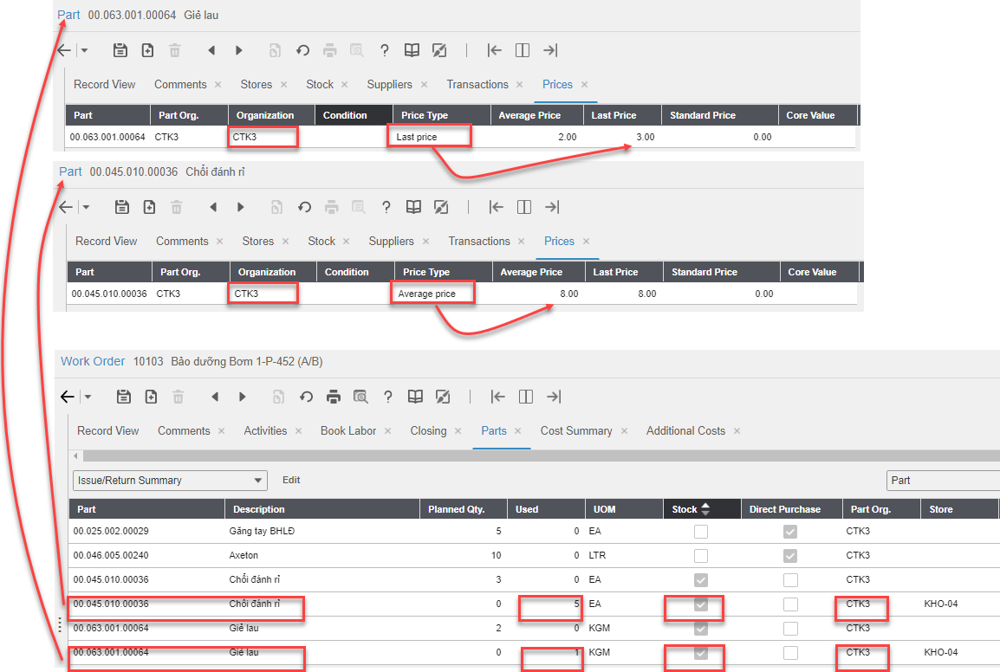 Part 00.063.001.00064 Giẻ lau
Record View Comments × Stores × Stock × Suppliers × Transactions × Prices ×
Part Part Org. Organization Condition Price Type Average Price Last Price Standard Price Core Value
00.063.001.00064 CTK3 CTK3 Last price 2.00 3.00 0.00
Part 00.045.010.00036 Chổi đánh rỉ
Record View Comments × Stores × Stock × Suppliers × Transactions × Prices ×
Part Part Org. Organization Condition Price Type Average Price Last Price Standard Price Core Value
00.045.010.00036 CTK3 CTK3 Average price 8.00 8.00 0.00
Work Order 10103 Bảo dưỡng Bơm 1-P-452 (A/B)
Record View Comments × Activities × Book Labor × Closing × Parts × Cost Summary × Additional Costs ×
Issue/Return Summary Edit Part
Part Description Planned Qty. Used UOM Stock Direct Purchase Part Org. Store
00.025.002.00029 Găng tay BHLĐ 5 0 EA CTK3
00.046.005.00240 Axeton 10 0 LTR CTK3
00.045.010.00036 Chổi đánh rỉ 3 0 EA CTK3
00.045.010.00036 Chổi đánh rỉ 0 5 EA CTK3 KHO-04
00.063.001.00064 Giẻ lau 2 0 KGM CTK3
00.063.001.00064 Giẻ lau 0 1 KGM CTK3 KHO-04